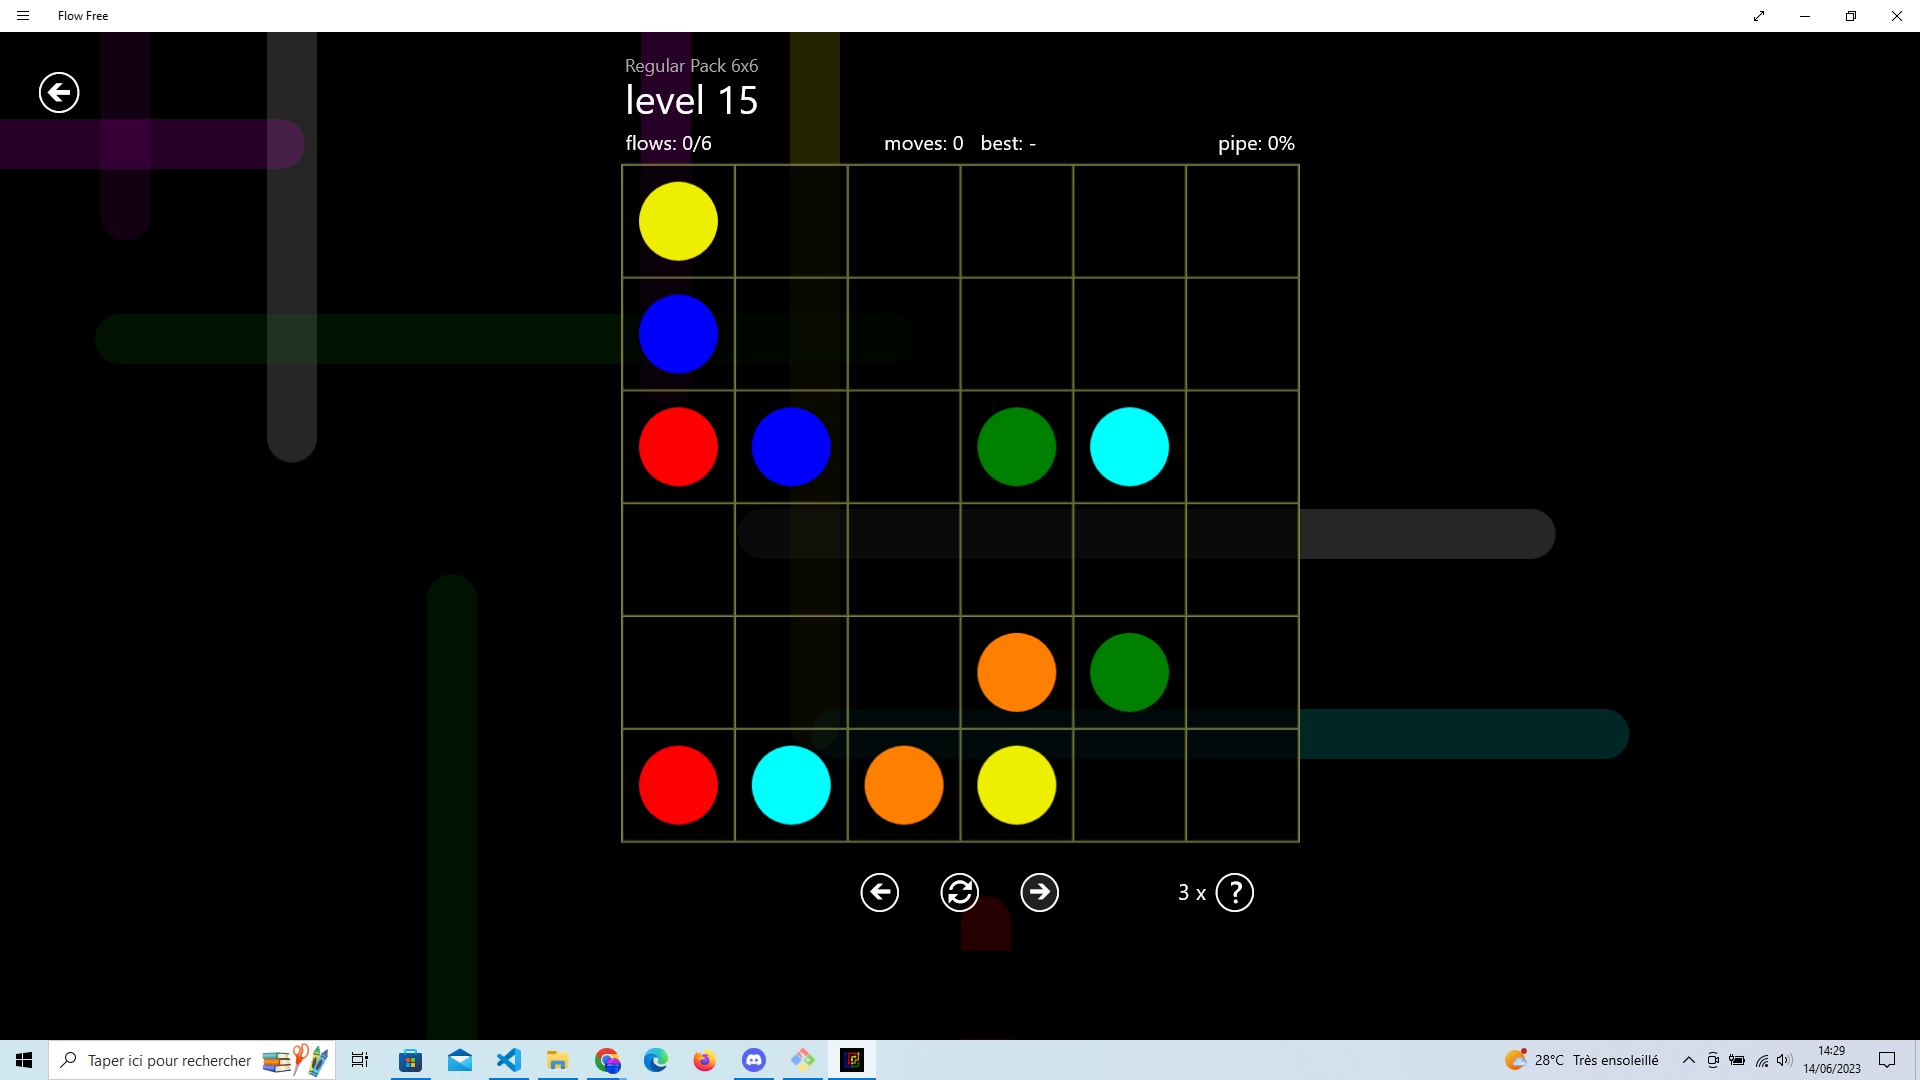 Flow Free
Regular Pack 6x6
level 15
flows: 0/6 moves: 0 best: - pipe: 0%
3 x ?
Taper ici pour rechercher
28°C Très ensoleillé
14:29
14/06/2023